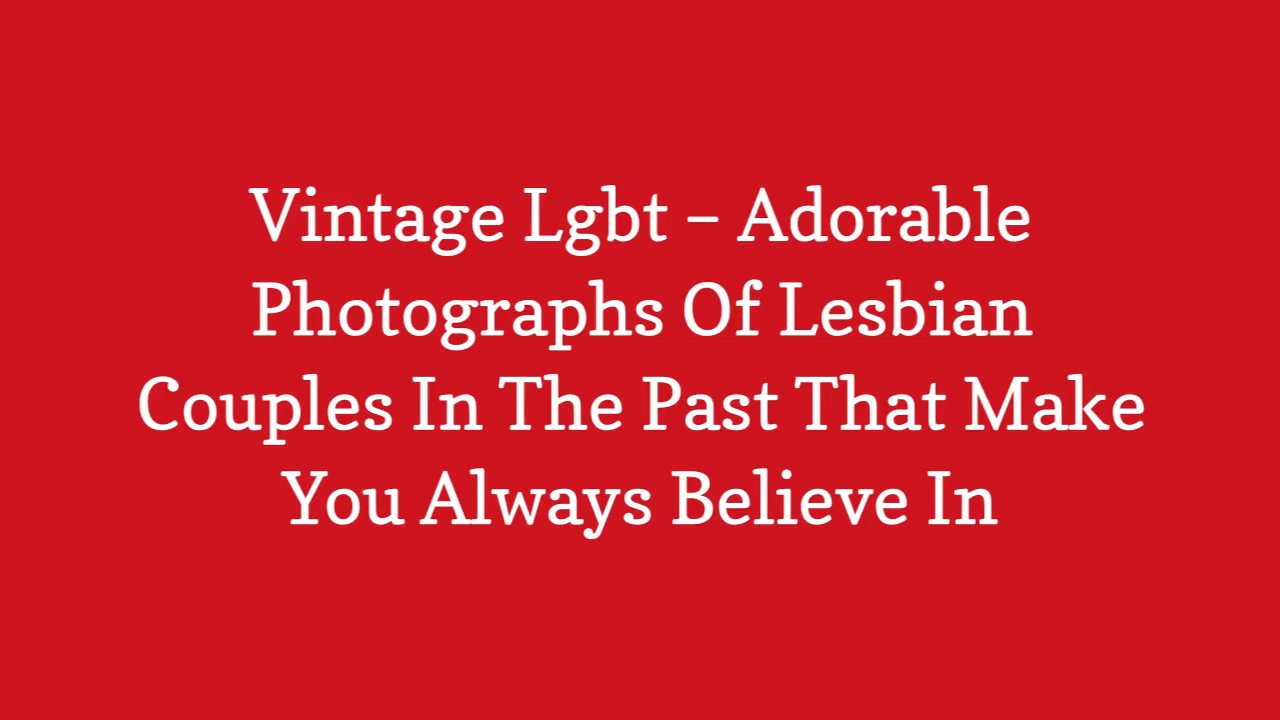 Vintage Lgbt – Adorable
Photographs Of Lesbian
Couples In The Past That Make
You Always Believe In